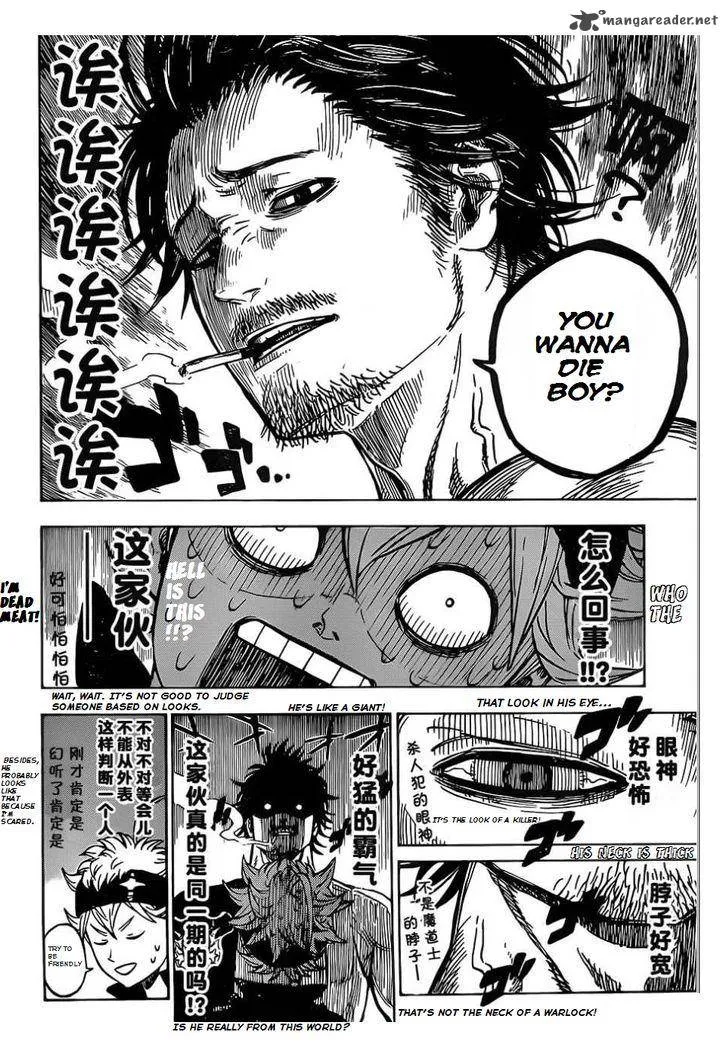 mangareader.net
啊?
YOU
WANNA
DIE
BOY?
诶诶诶诶诶诶
ゴゴ
WHO
THE
怎么回事!!?
HELL
IS
THIS
!!?
这家伙
好可怕怕怕怕
I'M
DEAD
MEAT!
THAT LOOK IN HIS EYE...
眼神
好恐怖
杀人犯的眼神
IT'S THE LOOK OF A KILLER!
HIS NECK IS THICK
脖子好宽
不是魔道士
的脖子—
THAT'S NOT THE NECK OF A WARLOCK!
HE'S LIKE A GIANT!
好猛的霸气
这家伙真的是同一期的吗!?
IS HE REALLY FROM THIS WORLD?
WAIT, WAIT. IT'S NOT GOOD TO JUDGE
SOMEONE BASED ON LOOKS.
不对不对等会儿
不能从外表
这样判断一个人
刚才肯定是
幻听了肯定是
BESIDES,
HE
PROBABLY
LOOKS
LIKE
THAT
BECAUSE
I'M
SCARED.
TRY TO
BE
FRIENDLY